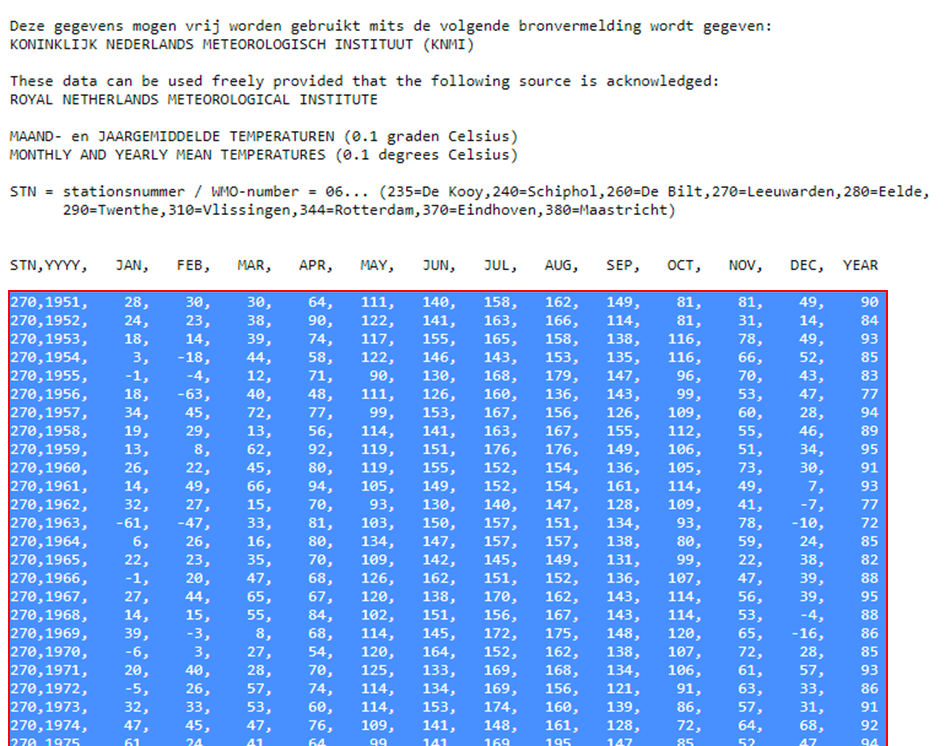 Deze gegevens mogen vrij worden gebruikt mits de volgende bronvermelding wordt gegeven:
KONINKLIJK NEDERLANDS METEOROLOGISCH INSTITUUT (KNMI)
These data can be used freely provided that the following source is acknowledged:
ROYAL NETHERLANDS METEOROLOGICAL INSTITUTE
MAAND- en JAARGEMIDDELDE TEMPERATUREN (0.1 graden Celsius)
MONTHLY AND YEARLY MEAN TEMPERATURES (0.1 degrees Celsius)
STN = stationsnummer / WMO-number = 06... (235=De Kooy,240=Schiphol,260=De Bilt,270=Leeuwarden,280=Eelde,
290=Twenthe,310=Vlissingen,344=Rotterdam,370=Eindhoven,380=Maastricht)
STN,YYYY, JAN, FEB, MAR, APR, MAY, JUN, JUL, AUG, SEP, OCT, NOV, DEC, YEAR
270,1951, 28, 30, 30, 64, 111, 140, 158, 162, 149, 81, 81, 49, 90
270,1952, 24, 23, 38, 90, 122, 141, 163, 166, 114, 81, 31, 14, 84
270,1953, 18, 14, 39, 74, 117, 155, 165, 158, 138, 116, 78, 49, 93
270,1954, 3, -18, 44, 58, 122, 146, 143, 153, 135, 116, 66, 52, 85
270,1955, -1, -4, 12, 71, 90, 130, 168, 179, 147, 96, 70, 43, 83
270,1956, 18, -63, 40, 48, 111, 126, 160, 136, 143, 99, 53, 47, 77
270,1957, 34, 45, 72, 77, 99, 153, 167, 156, 126, 109, 60, 28, 94
270,1958, 19, 29, 13, 56, 114, 141, 163, 167, 155, 112, 55, 46, 89
270,1959, 13, 8, 62, 92, 119, 151, 176, 176, 149, 106, 51, 34, 95
270,1960, 26, 22, 45, 80, 119, 155, 152, 154, 136, 105, 73, 30, 91
270,1961, 14, 49, 66, 94, 105, 149, 152, 154, 161, 114, 49, 7, 93
270,1962, 32, 27, 15, 70, 93, 130, 140, 147, 128, 109, 41, -7, 77
270,1963, -61, -47, 33, 81, 103, 150, 157, 151, 134, 93, 78, -10, 72
270,1964, 6, 26, 16, 80, 134, 147, 157, 157, 138, 80, 59, 24, 85
270,1965, 22, 23, 35, 70, 109, 142, 145, 149, 131, 99, 22, 38, 82
270,1966, -1, 20, 47, 68, 126, 162, 151, 152, 136, 107, 47, 39, 88
270,1967, 27, 44, 65, 67, 120, 138, 170, 162, 143, 114, 56, 39, 95
270,1968, 14, 15, 55, 84, 102, 151, 156, 167, 143, 114, 53, -4, 88
270,1969, 39, -3, 8, 68, 114, 145, 172, 175, 148, 120, 65, -16, 86
270,1970, -6, 3, 27, 54, 120, 164, 152, 162, 138, 107, 72, 28, 85
270,1971, 20, 40, 28, 70, 125, 133, 169, 168, 134, 106, 61, 57, 93
270,1972, -5, 26, 57, 74, 114, 134, 169, 156, 121, 91, 63, 33, 86
270,1973, 32, 33, 53, 60, 114, 153, 174, 160, 139, 86, 57, 31, 91
270,1974, 47, 45, 47, 76, 109, 141, 148, 161, 128, 72, 64, 68, 92
270,1975, 61, 24, 41, 64, 99, 141, 169, 195, 147, 85, 52, 47, 94